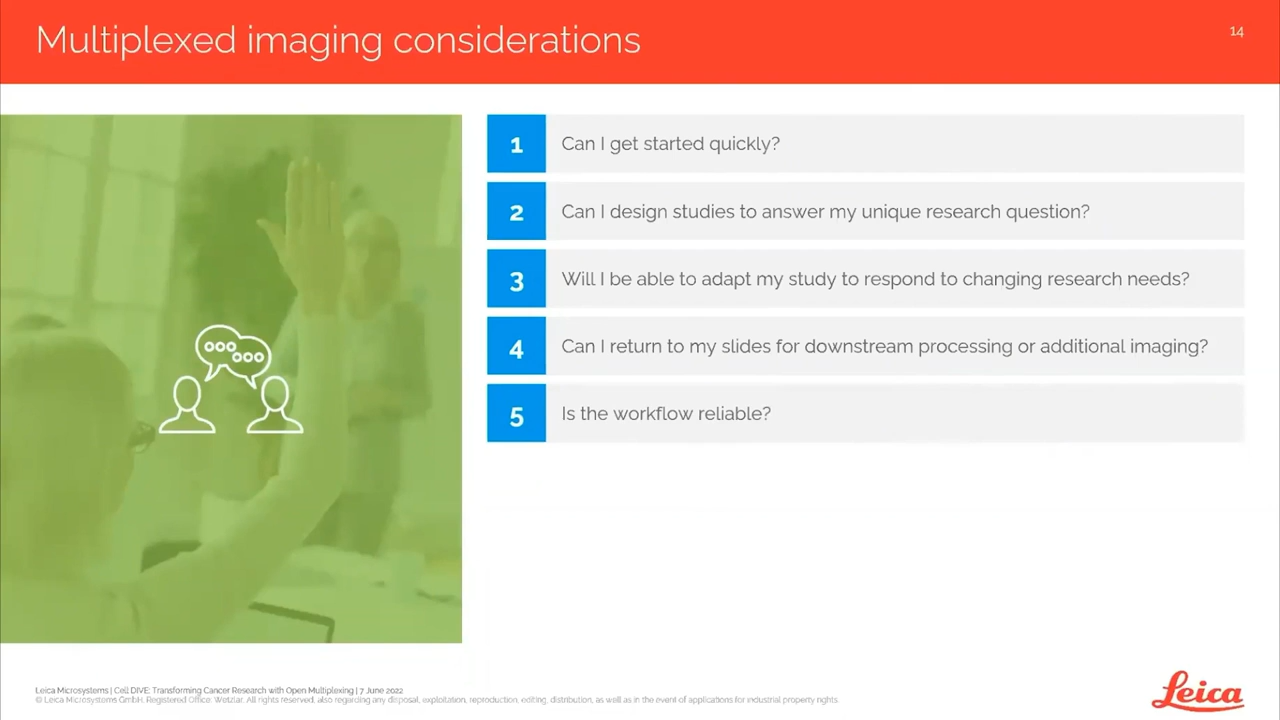 Multiplexed imaging considerations
14
1 Can I get started quickly?
2 Can I design studies to answer my unique research question?
3 Will I be able to adapt my study to respond to changing research needs?
4 Can I return to my slides for downstream processing or additional imaging?
5 Is the workflow reliable?
Leica Microsystems | Cell DIVE: Transforming Cancer Research with Open Multiplexing | 7 June 2022
© Leica Microsystems GmbH. Registered Office: Wetzlar. All rights reserved, also regarding any disposal, exploitation, reproduction, editing, distribution, as well as in the event of applications for industrial property rights.
Leica